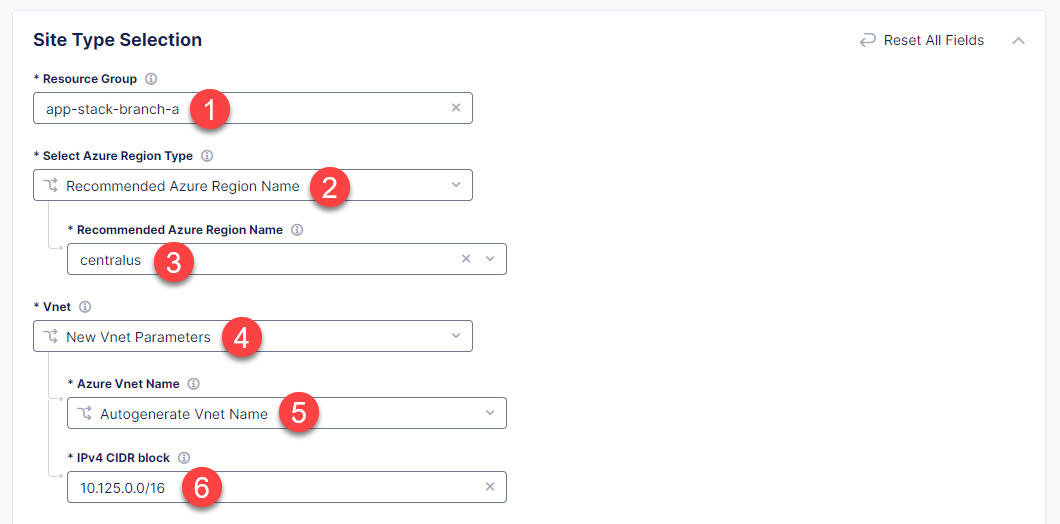 Site Type Selection
Reset All Fields
* Resource Group
app-stack-branch-a 1
* Select Azure Region Type
Recommended Azure Region Name 2
* Recommended Azure Region Name
centralus 3
* Vnet
New Vnet Parameters 4
* Azure Vnet Name
Autogenerate Vnet Name 5
* IPv4 CIDR block
10.125.0.0/16 6